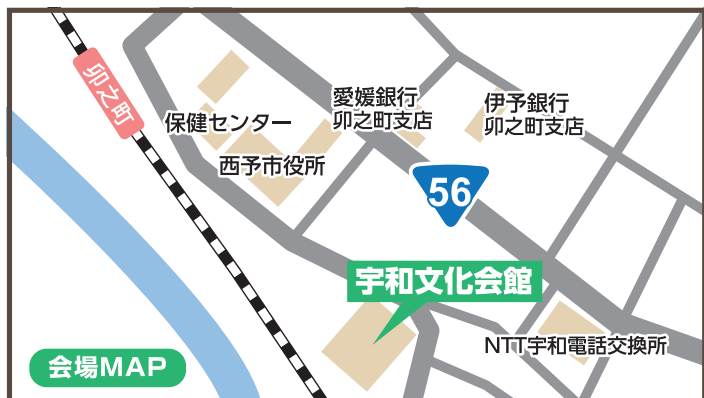 卯之町
保健センター
西予市役所
愛媛銀行
卯之町支店
伊予銀行
卯之町支店
56
宇和文化会館
NTT宇和電話交換所
会場MAP